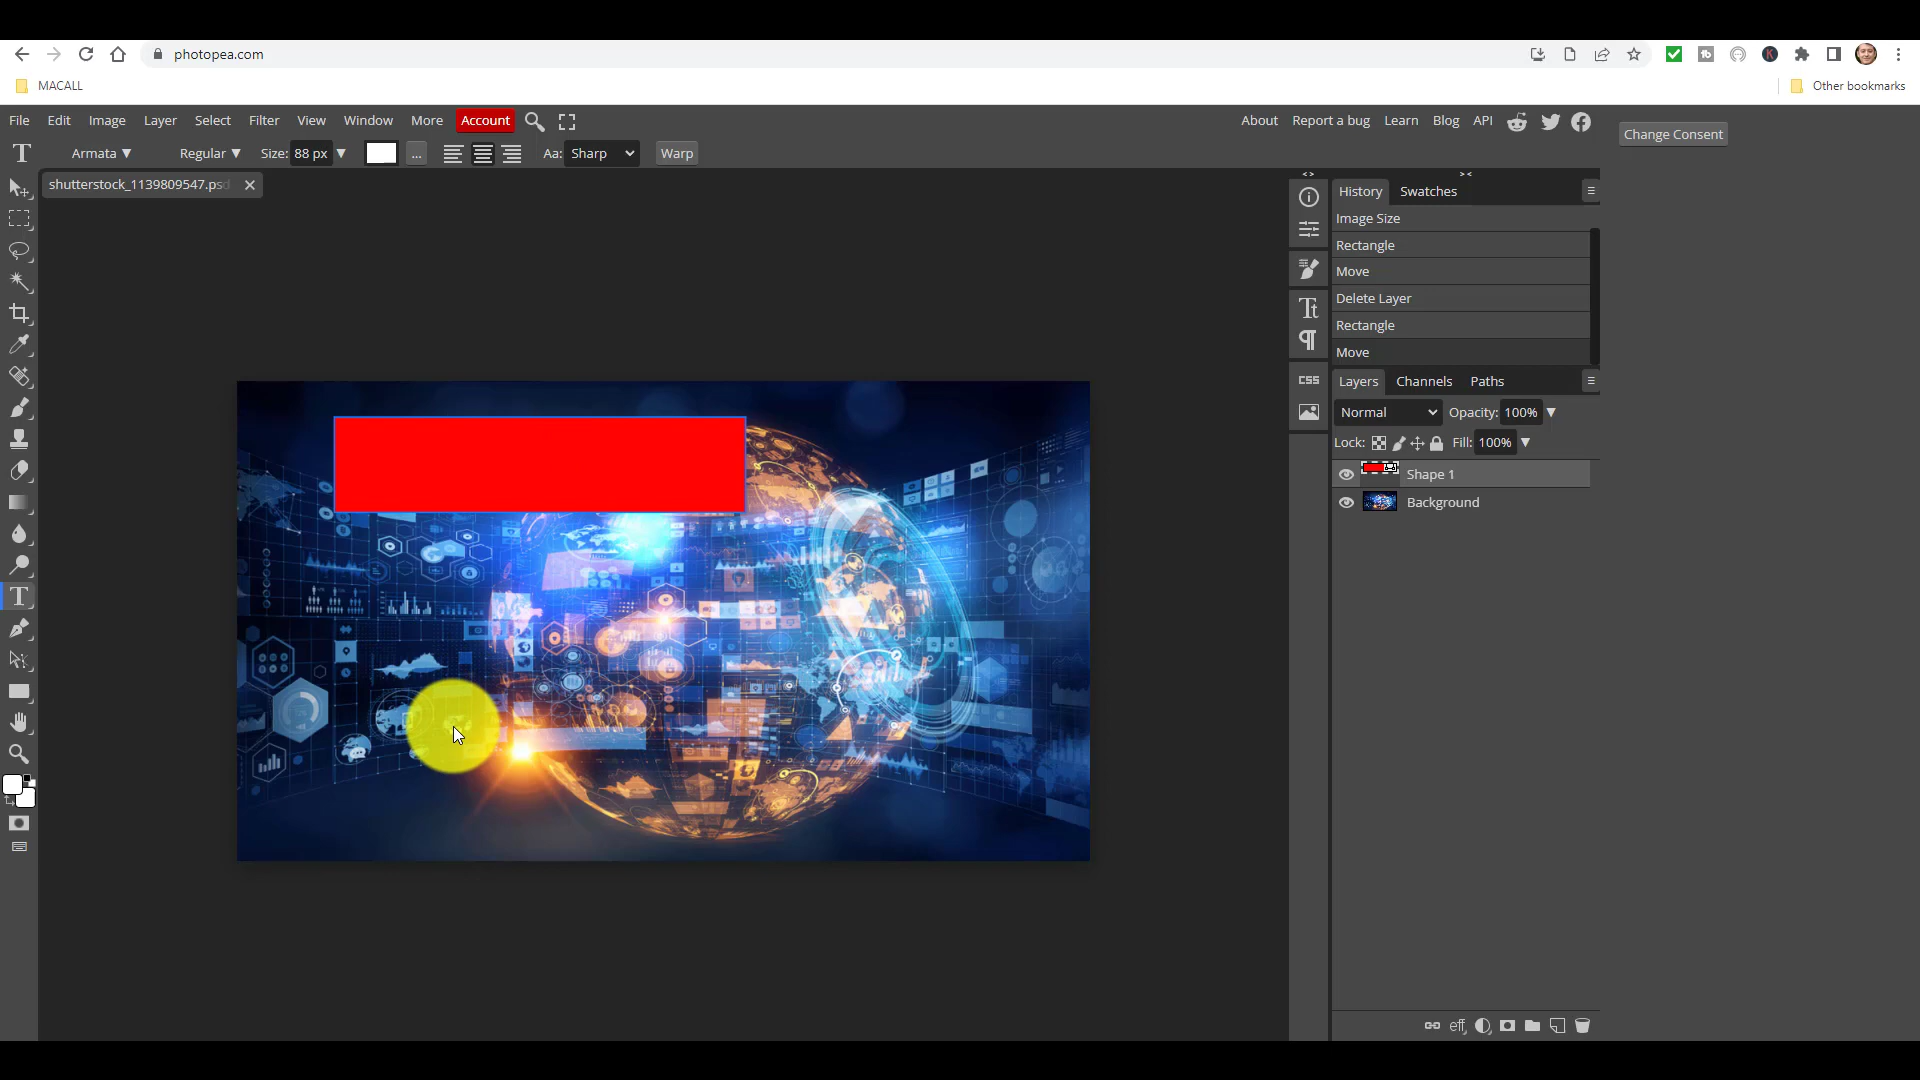 photopea.com
MACALL
Other bookmarks
File Edit Image Layer Select Filter View Window More Account
About Report a bug Learn Blog API
Change Consent
Armata Regular Size: 88 px ... Aa: Sharp Warp
shutterstock_1139809547.psd
History Swatches
Image Size
Rectangle
Move
Delete Layer
Rectangle
Move
Layers Channels Paths
CSS
Normal Opacity: 100%
Lock: Fill: 100%
Shape 1
Background
eff